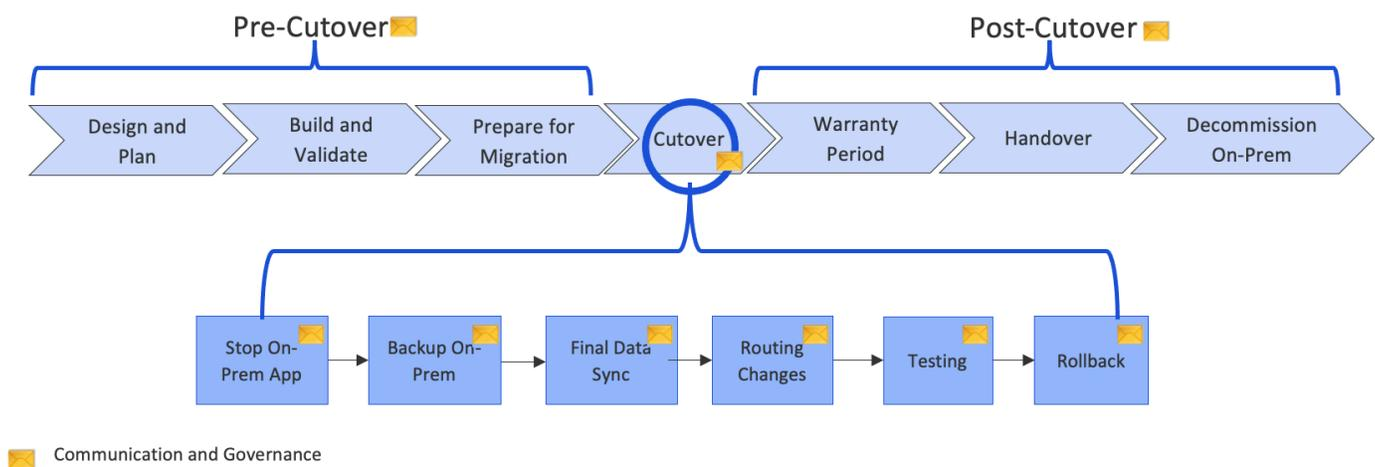 Pre-Cutover
Post-Cutover
Design and
Plan
Build and
Validate
Prepare for
Migration
Cutover
Warranty
Period
Handover
Decommission
On-Prem
Stop On-
Prem App
Backup On-
Prem
Final Data
Sync
Routing
Changes
Testing
Rollback
Communication and Governance